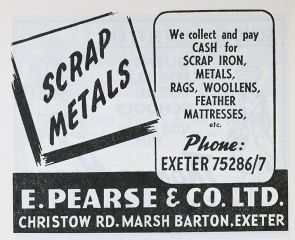 SCRAP
METALS
We collect and pay
CASH for
SCRAP IRON,
METALS,
RAGS, WOOLLENS,
FEATHER
MATTRESSES,
etc.
Phone:
EXETER 75286/7
E. PEARSE & CO. LTD.
CHRISTOW RD. MARSH BARTON, EXETER